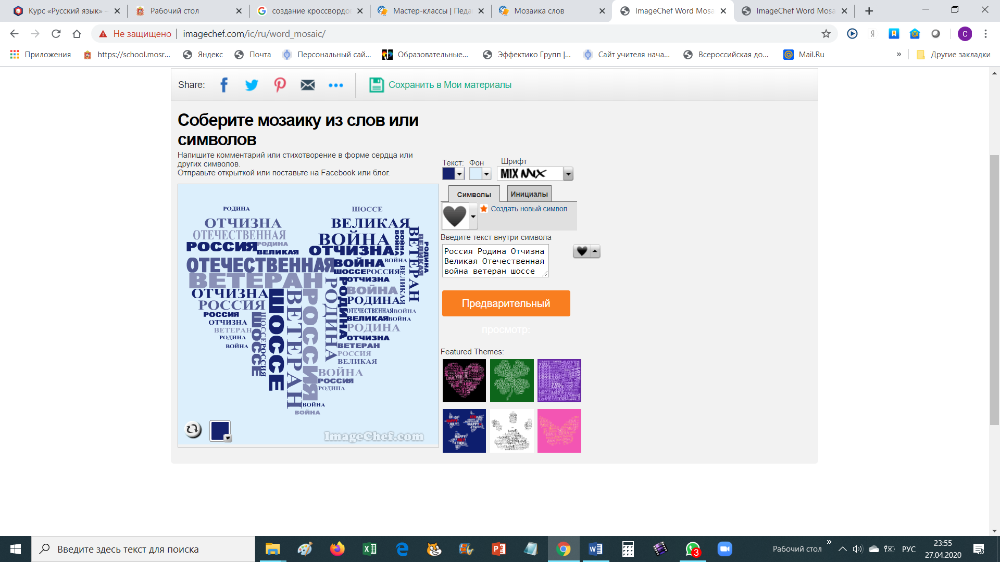 Курс «Русский язык» –
Рабочий стол
создание кроссвордо
Мастер-классы | Педа
Мозаика слов
ImageChef Word Mosa
ImageChef Word Mosa
Не защищено | imagechef.com/ic/ru/word_mosaic/
Я
С
Приложения
https://school.mosr...
Яндекс
Почта
Персональный сай...
Образовательные...
Эффектико Групп |...
Сайт учителя нача...
Всероссийская до...
Mail.Ru
»
Другие закладки
Share:
Сохранить в Мои материалы
Соберите мозаику из слов или
символов
Напишите комментарий или стихотворение в форме сердца или
других символов.
Отправьте открыткой или поставьте на Facebook или блог.
Текст:
Фон
Шрифт
MIX MIX
Символы
Инициалы
Создать новый символ
Введите текст внутри символа
Россия Родина Отчизна
Великая Отечественная
война ветеран шоссе
Предварительный
просмотр:
Featured Themes:
РОДИНА
ШОССЕ
ОТЧИЗНА
ВЕЛИКАЯ
ОТЕЧЕСТВЕННАЯ
ВОЙНА
РОССИЯ
РОДИНА
ВЕЛИКАЯ
ОТЧИЗНА
ВОЙНА
ВОЙНА
ВЕТЕРАН
ВЕЛИКАЯ
РОДИНА
ОТЕЧЕСТВЕННАЯ
ВОЙНА
ВОЙНА
ШОССЕ
РОССИЯ
ВЕЛИКАЯ
ВЕТЕРАН
ОТЧИЗНА
ВОЙНА
РОДИНА
РОДИНА
ОТЧИЗНА
РОССИЯ
РОДИНА
ШОССЕ
ВЕТЕРАН
РОССИЯ
ОТЕЧЕСТВЕННАЯ
ВОЙНА
РОССИЯ
ВЕЛИКАЯ
ВОЙНА
ОТЧИЗНА
РОДИНА
ВЕТЕРАН
ШОССЕ
ШОССЕ
РОССИЯ
РОДИНА
ОТЧИЗНА
ВОЙНА
ВЕТЕРАН
РОССИЯ
ВЕЛИКАЯ
ВОЙНА
РОССИЯ
РОДИНА
ВОЙНА
ВОЙНА
ImageChef.com
Введите здесь текст для поиска
3
Рабочий стол
»
РУС
23:55
27.04.2020